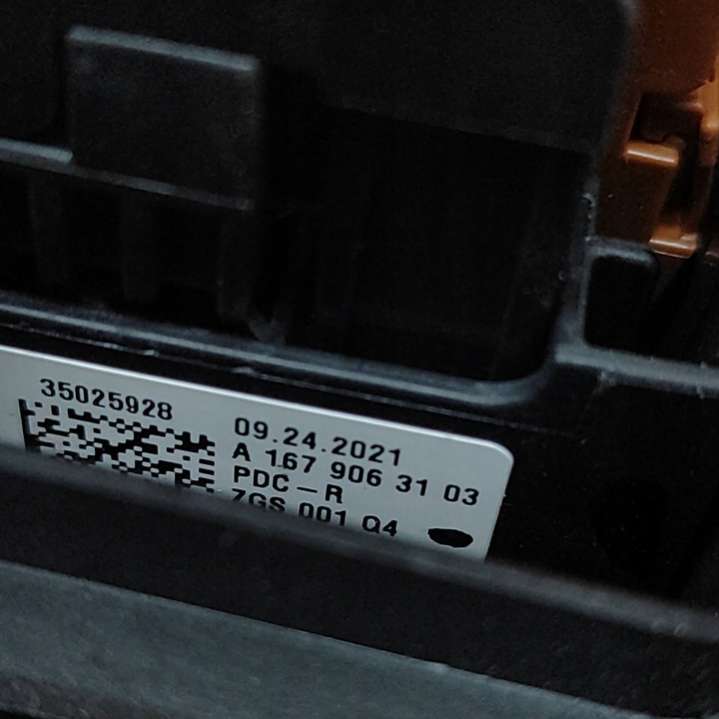 35025928
09.24.2021
A 167 906 31 03
PDC-R
ZGS 001 Q4